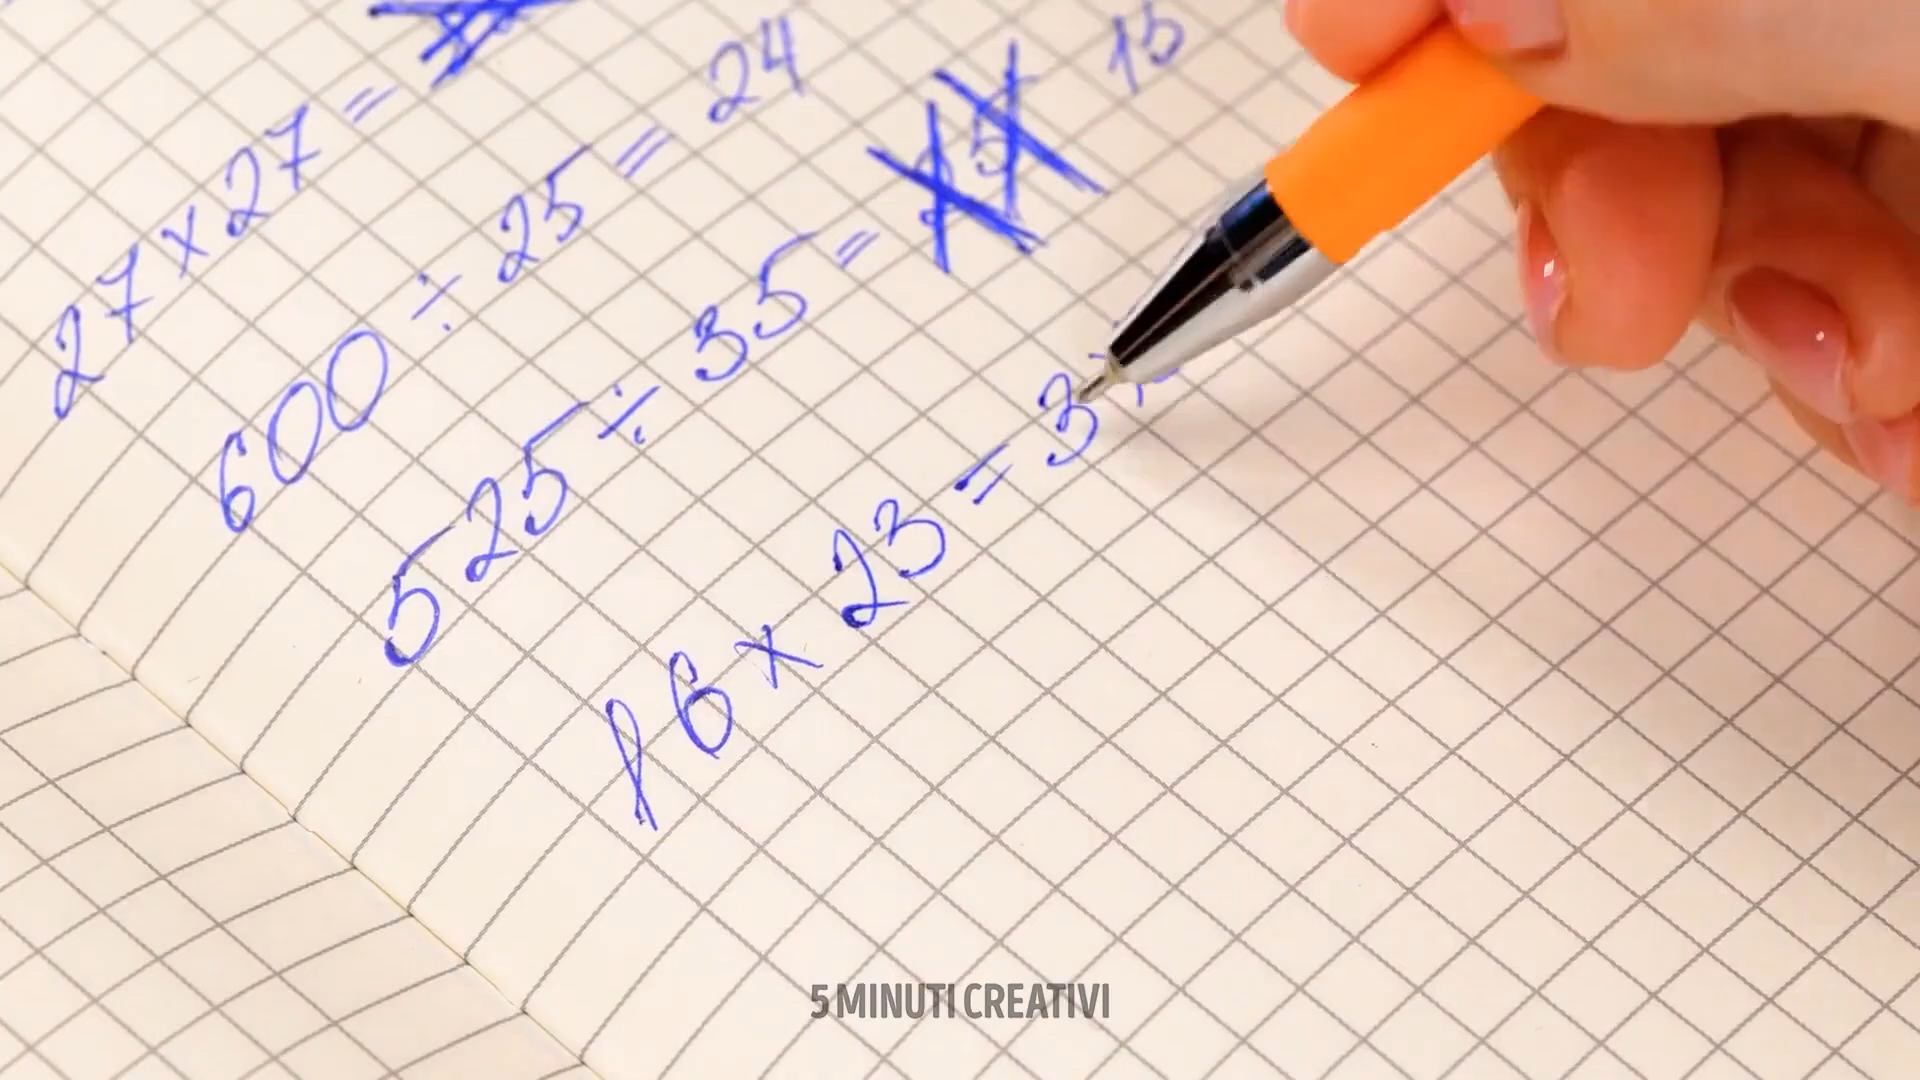 27 x 27 =
600 ÷ 25 = 24
525 ÷ 35 = 15
16 x 23 = 3
5 MINUTI CREATIVI